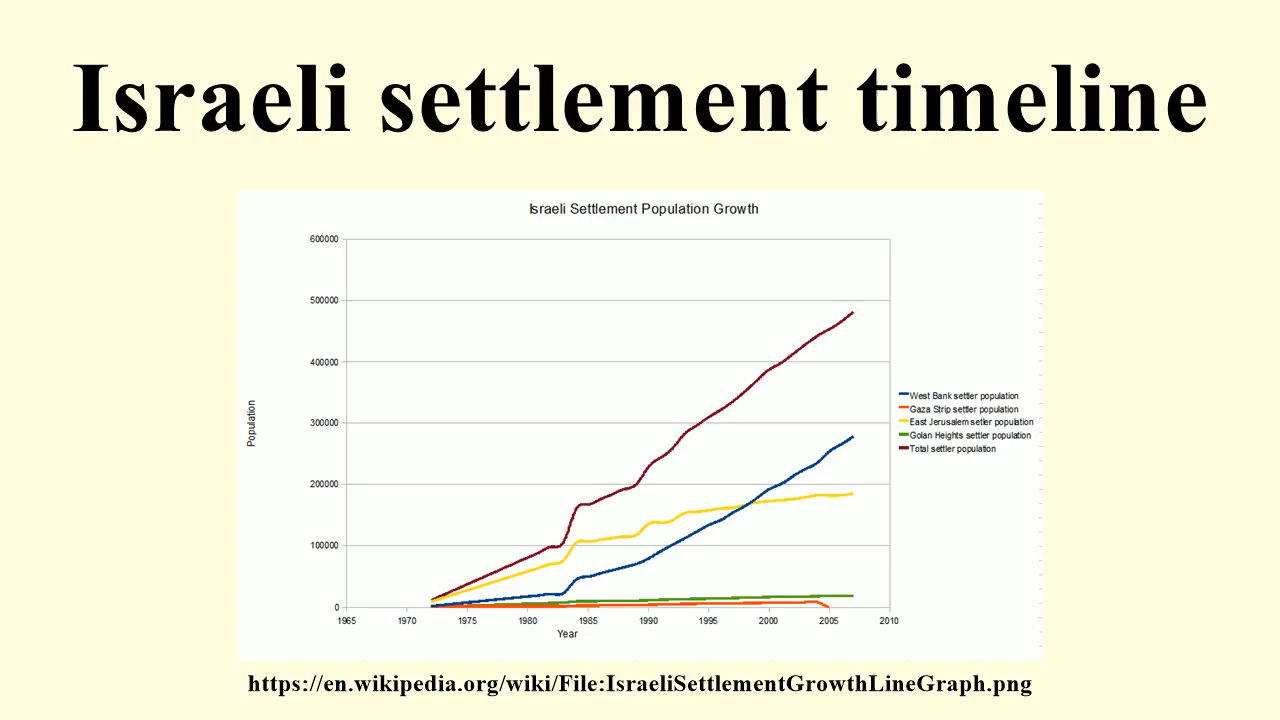 Israeli settlement timeline
Israeli Settlement Population Growth
600000
500000
400000
300000
200000
100000
0
Population
1965 1970 1975 1980 1985 1990 1995 2000 2005 2010
Year
West Bank settler population
Gaza Strip settler population
East Jerusalem setler population
Golan Heights settler population
Total settler population
https://en.wikipedia.org/wiki/File:IsraeliSettlementGrowthLineGraph.png